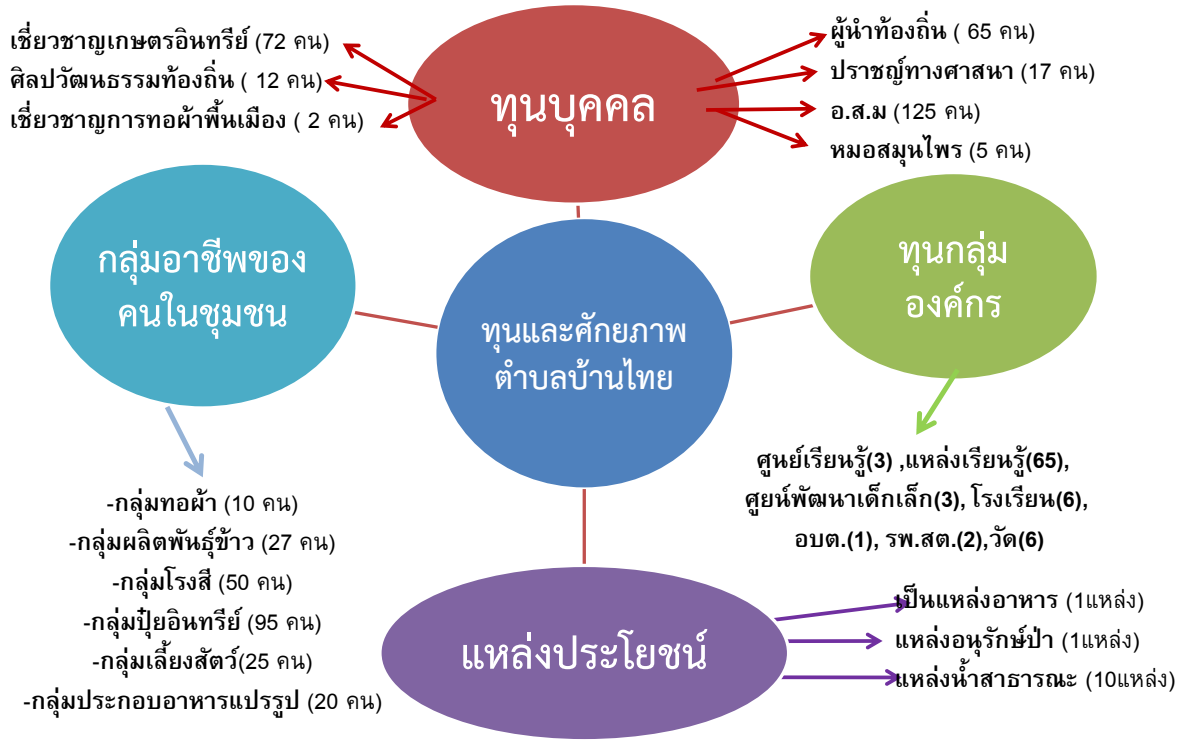 เชี่ยวชาญเกษตรอินทรีย์ (72 คน)
ศิลปวัฒนธรรมท้องถิ่น ( 12 คน)
เชี่ยวชาญการทอผ้าพื้นเมือง ( 2 คน)
ทุนบุคคล
ผู้นำท้องถิ่น ( 65 คน)
ปราชญ์ทางศาสนา (17 คน)
อ.ส.ม (125 คน)
หมอสมุนไพร (5 คน)
กลุ่มอาชีพของ
คนในชุมชน
ทุนและศักยภาพ
ตำบลบ้านไทย
ทุนกลุ่ม
องค์กร
-กลุ่มทอผ้า (10 คน)
-กลุ่มผลิตพันธุ์ข้าว (27 คน)
-กลุ่มโรงสี (50 คน)
-กลุ่มปุ๋ยอินทรีย์ (95 คน)
-กลุ่มเลี้ยงสัตว์(25 คน)
-กลุ่มประกอบอาหารแปรรูป (20 คน)
ศูนย์เรียนรู้(3) ,แหล่งเรียนรู้(65),
ศูยน์พัฒนาเด็กเล็ก(3), โรงเรียน(6),
อบต.(1), รพ.สต.(2),วัด(6)
แหล่งประโยชน์
เป็นแหล่งอาหาร (1แหล่ง)
แหล่งอนุรักษ์ป่า (1แหล่ง)
แหล่งน้ำสาธารณะ (10แหล่ง)